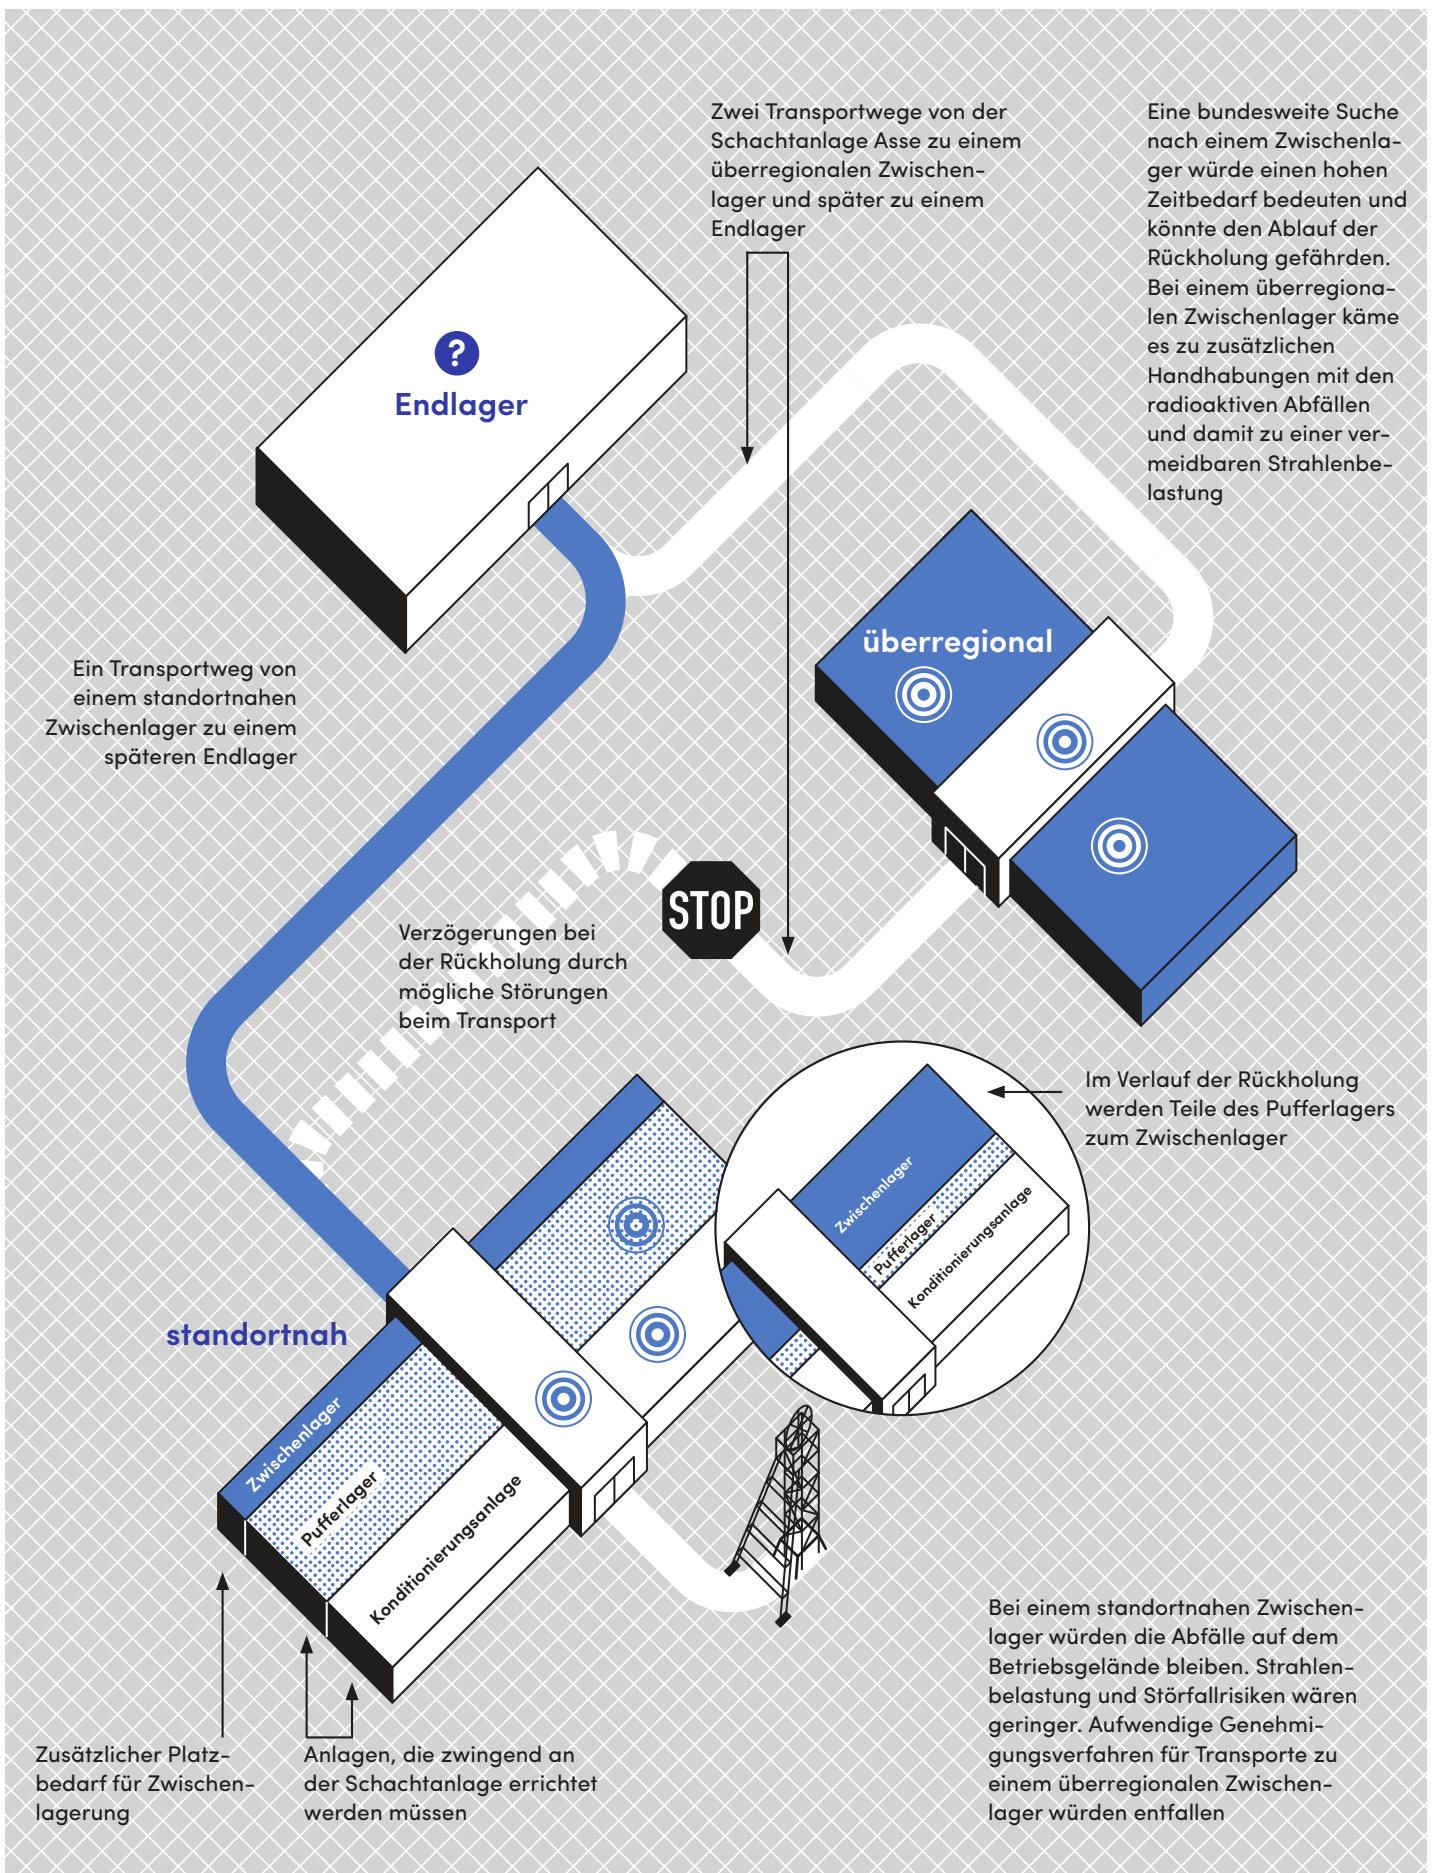 Zwei Transportwege von der
Schachtanlage Asse zu einem
überregionalen Zwischen-
lager und später zu einem
Endlager
Eine bundesweite Suche
nach einem Zwischenla-
ger würde einen hohen
Zeitbedarf bedeuten und
könnte den Ablauf der
Rückholung gefährden.
Bei einem überregiona-
len Zwischenlager käme
es zu zusätzlichen
Handhabungen mit den
radioaktiven Abfällen
und damit zu einer ver-
meidbaren Strahlenbe-
lastung
?
Endlager
überregional
Ein Transportweg von
einem standortnahen
Zwischenlager zu einem
späteren Endlager
STOP
Verzögerungen bei
der Rückholung durch
mögliche Störungen
beim Transport
Im Verlauf der Rückholung
werden Teile des Pufferlagers
zum Zwischenlager
Zwischenlager
Pufferlager
Konditionierungsanlage
standortnah
Zwischenlager
Pufferlager
Konditionierungsanlage
Bei einem standortnahen Zwischen-
lager würden die Abfälle auf dem
Betriebsgelände bleiben. Strahlen-
belastung und Störfallrisiken wären
geringer. Aufwendige Genehmi-
gungsverfahren für Transporte zu
einem überregionalen Zwischen-
lager würden entfallen
Zusätzlicher Platz-
bedarf für Zwischen-
lagerung
Anlagen, die zwingend an
der Schachtanlage errichtet
werden müssen